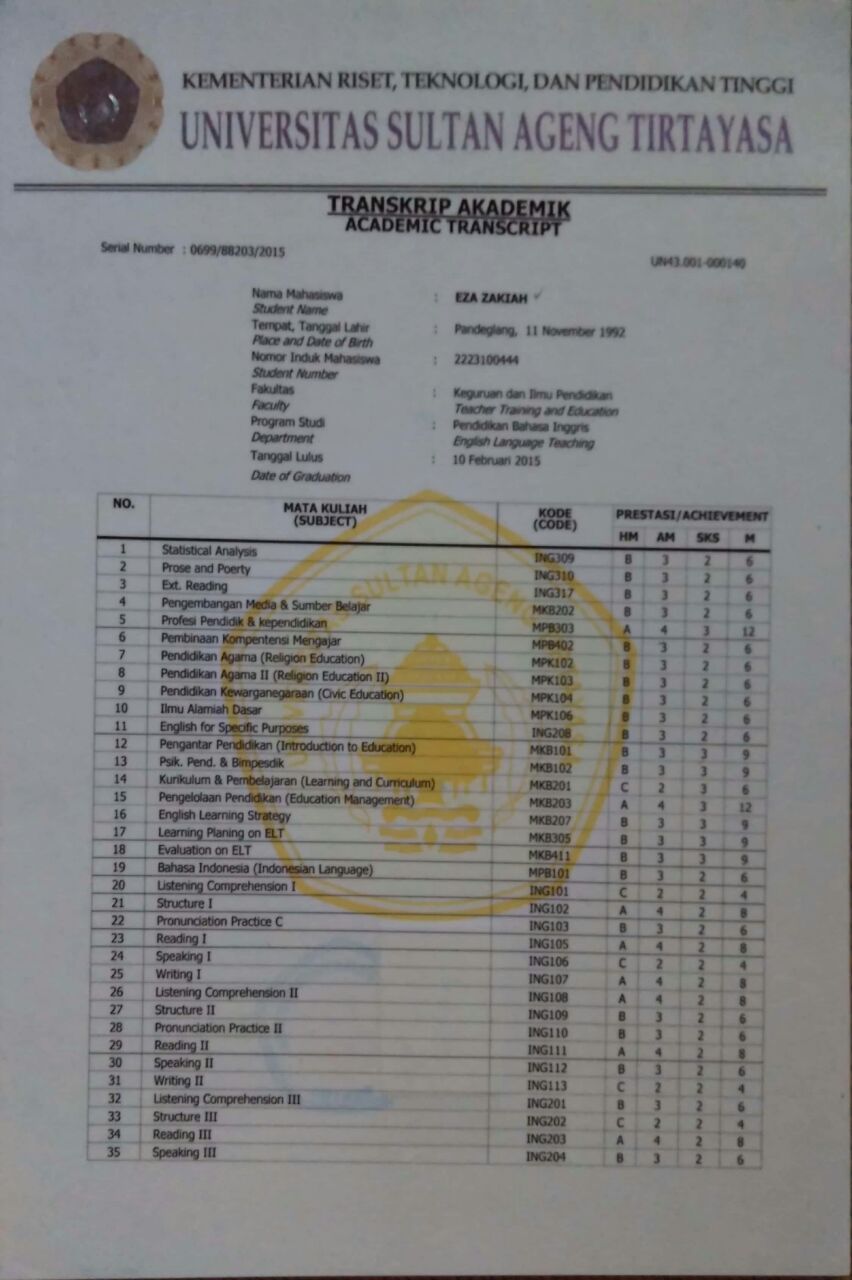 KEMENTERIAN RISET, TEKNOLOGI, DAN PENDIDIKAN TINGGI
UNIVERSITAS SULTAN AGENG TIRTAYASA
TRANSKRIP AKADEMIK
ACADEMIC TRANSCRIPT
Serial Number : 0699/88203/2015
UN43.001-000140
Nama Mahasiswa : EZA ZAKIAH
Student Name
Tempat, Tanggal Lahir : Pandeglang, 11 November 1992
Place and Date of Birth
Nomor Induk Mahasiswa : 2223100444
Student Number
Fakultas : Keguruan dan Ilmu Pendidikan
Faculty Teacher Training and Education
Program Studi : Pendidikan Bahasa Inggris
Department English Language Teaching
Tanggal Lulus : 10 Februari 2015
Date of Graduation
NO. MATA KULIAH (SUBJECT) KODE (CODE) PRESTASI/ACHIEVEMENT
HM AM SKS M
1 Statistical Analysis ING309 B 3 2 6
2 Prose and Poerty ING310 B 3 2 6
3 Ext. Reading ING317 B 3 2 6
4 Pengembangan Media & Sumber Belajar MKB202 B 3 2 6
5 Profesi Pendidik & kependidikan MPB303 A 4 3 12
6 Pembinaan Kompentensi Mengajar MPB402 B 3 2 6
7 Pendidikan Agama (Religion Education) MPK102 B 3 2 6
8 Pendidikan Agama II (Religion Education II) MPK103 B 3 2 6
9 Pendidikan Kewarganegaraan (Civic Education) MPK104 B 3 2 6
10 Ilmu Alamiah Dasar MPK106 B 3 2 6
11 English for Specific Purposes ING208 B 3 2 6
12 Pengantar Pendidikan (Introduction to Education) MKB101 B 3 3 9
13 Psik. Pend. & Bimpesdik MKB102 B 3 3 9
14 Kurikulum & Pembelajaran (Learning and Curriculum) MKB201 C 2 3 6
15 Pengelolaan Pendidikan (Education Management) MKB203 A 4 3 12
16 English Learning Strategy MKB207 B 3 3 9
17 Learning Planing on ELT MKB305 B 3 3 9
18 Evaluation on ELT MKB411 B 3 3 9
19 Bahasa Indonesia (Indonesian Language) MPB101 B 3 2 6
20 Listening Comprehension I ING101 C 2 2 4
21 Structure I ING102 A 4 2 8
22 Pronunciation Practice C ING103 B 3 2 6
23 Reading I ING105 A 4 2 8
24 Speaking I ING106 C 2 2 4
25 Writing I ING107 A 4 2 8
26 Listening Comprehension II ING108 A 4 2 8
27 Structure II ING109 B 3 2 6
28 Pronunciation Practice II ING110 B 3 2 6
29 Reading II ING111 A 4 2 8
30 Speaking II ING112 B 3 2 6
31 Writing II ING113 C 2 2 4
32 Listening Comprehension III ING201 B 3 2 6
33 Structure III ING202 C 2 2 4
34 Reading III ING203 A 4 2 8
35 Speaking III ING204 B 3 2 6